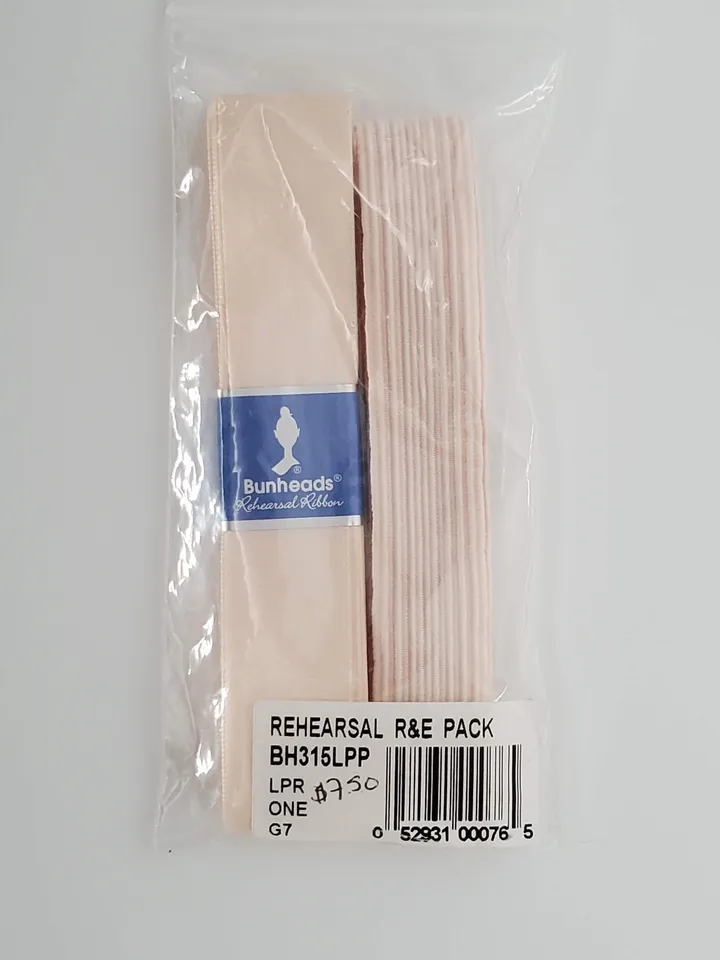 Bunheads®
Rehearsal Ribbon
REHEARSAL R&E PACK
BH315LPP
LPR $7.50
ONE
G7
0 52931 00076 5